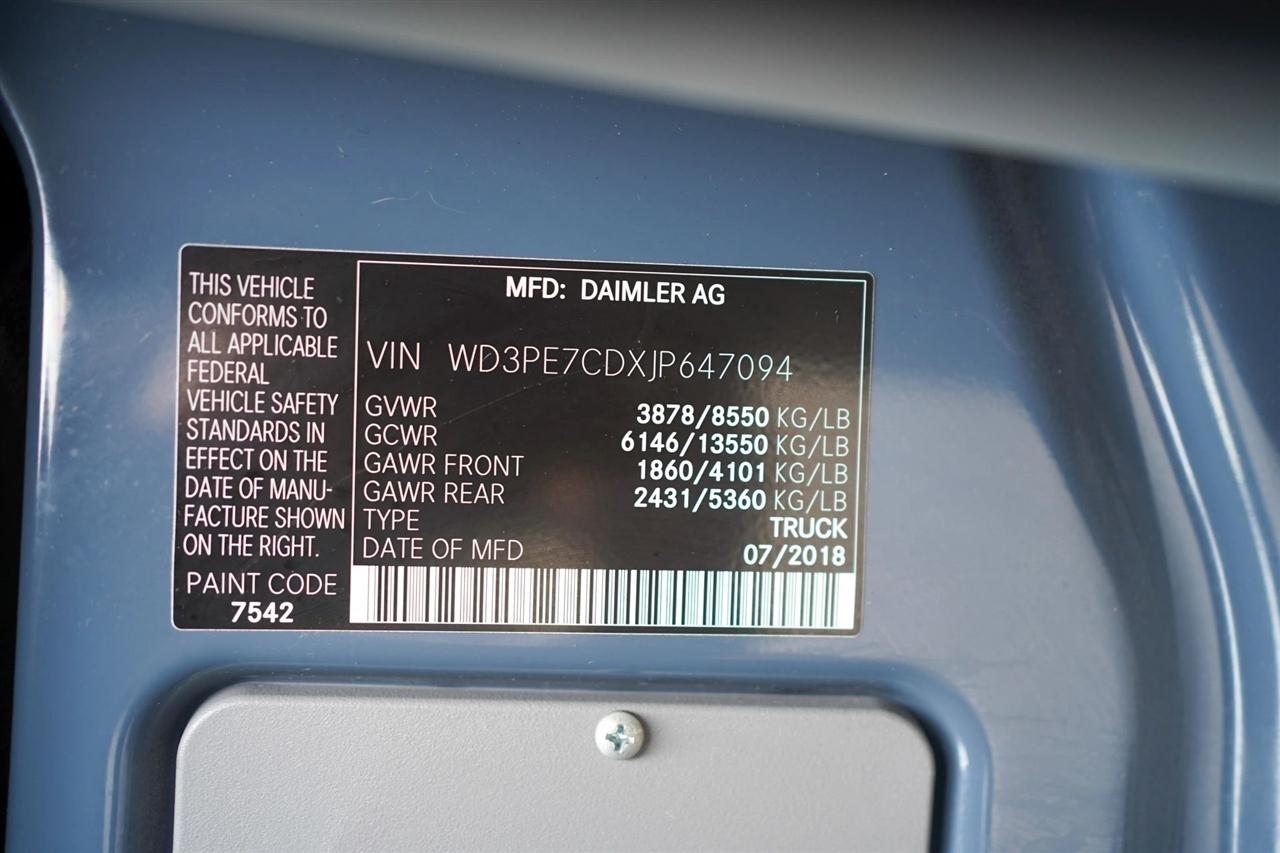 THIS VEHICLE
CONFORMS TO
ALL APPLICABLE
FEDERAL
VEHICLE SAFETY
STANDARDS IN
EFFECT ON THE
DATE OF MANU-
FACTURE SHOWN
ON THE RIGHT.
PAINT CODE
7542
MFD: DAIMLER AG
VIN WD3PE7CDXJP647094
GVWR 3878/8550 KG/LB
GCWR 6146/13550 KG/LB
GAWR FRONT 1860/4101 KG/LB
GAWR REAR 2431/5360 KG/LB
TYPE TRUCK
DATE OF MFD 07/2018